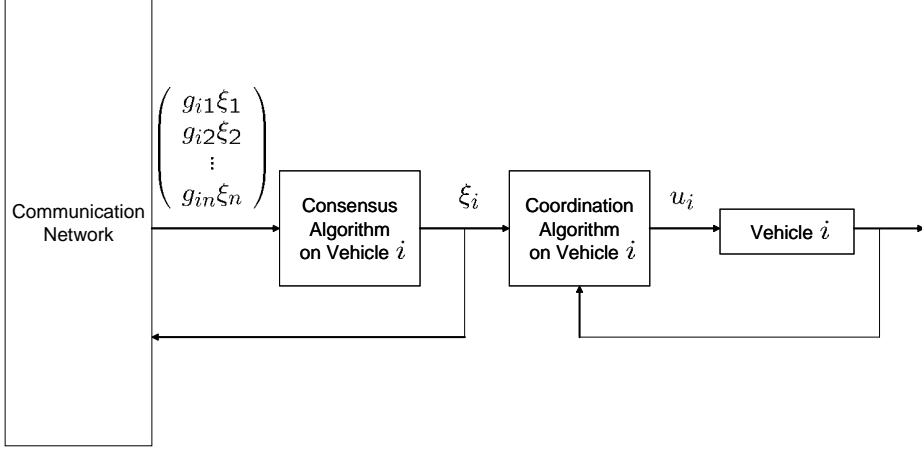 Communication
Network
g_{i1}ξ_1
g_{i2}ξ_2
⋮
g_{in}ξ_n
Consensus
Algorithm
on Vehicle i
ξ_i
Coordination
Algorithm
on Vehicle i
u_i
Vehicle i